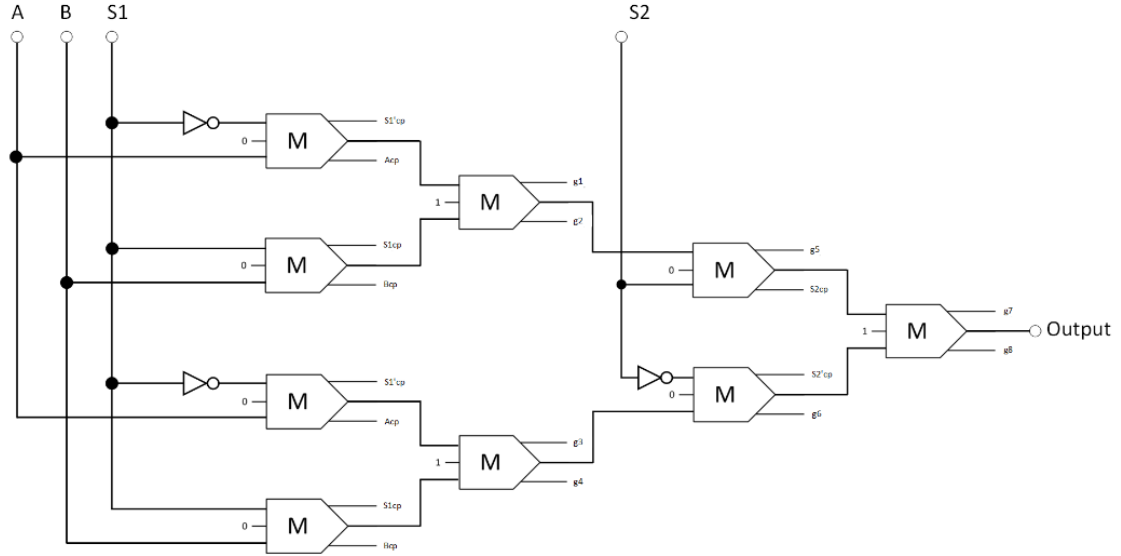 A B S1 S2
S1'cp
0 M
Acp
g1
1 M
g2
S1cp
0 M
Bcp
g5
0 M
S2cp
g7
1 M Output
g8
S1'cp
0 M
Acp
S2'cp
0 M
g6
g3
1 M
g4
S1cp
0 M
Bcp